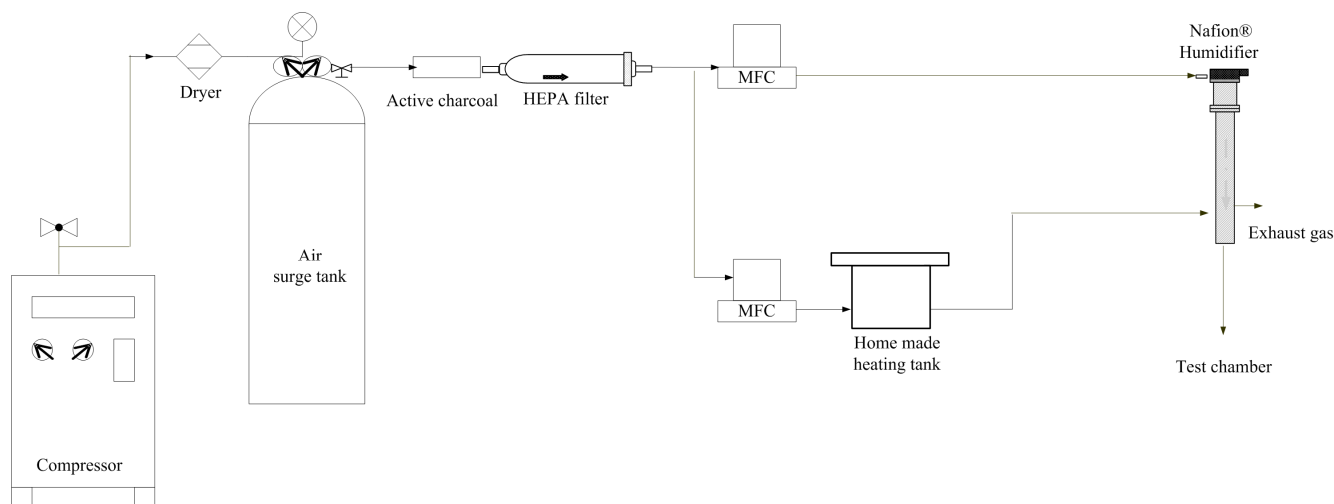 Nafion®
Humidifier
Dryer
Active charcoal
HEPA filter
MFC
Air
surge tank
Exhaust gas
MFC
Home made
heating tank
Test chamber
Compressor